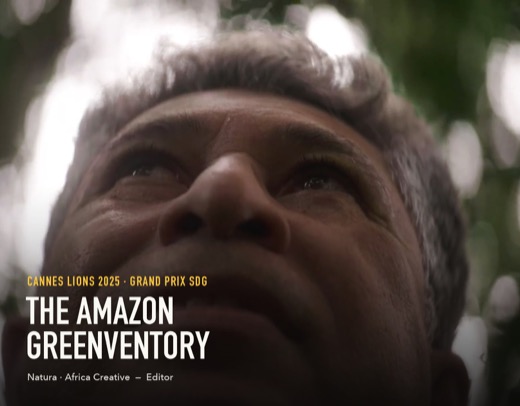 CANNES LIONS 2025 · GRAND PRIX SDG
THE AMAZON
GREENVENTORY
Natura · Africa Creative – Editor